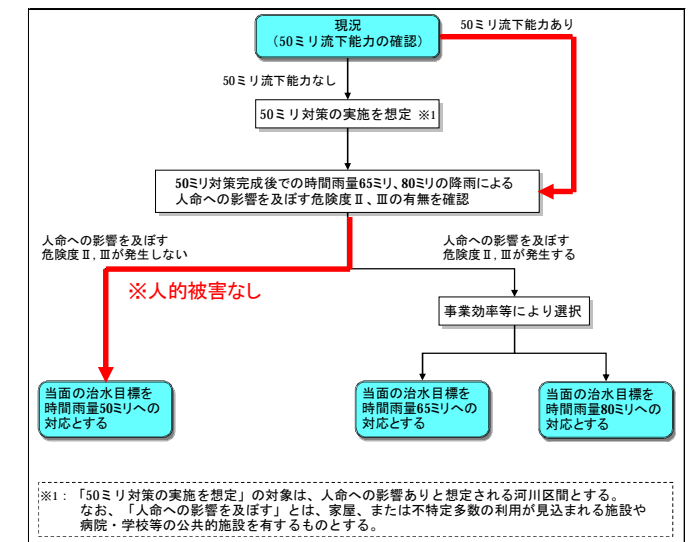 現況
（50ミリ流下能力の確認）
50ミリ流下能力あり
50ミリ流下能力なし
50ミリ対策の実施を想定 ※1
50ミリ対策完成後での時間雨量65ミリ、80ミリの降雨による
人命への影響を及ぼす危険度Ⅱ、Ⅲの有無を確認
人命への影響を及ぼす
危険度Ⅱ,Ⅲが発生しない
人命への影響を及ぼす
危険度Ⅱ,Ⅲが発生する
※人的被害なし
事業効率等により選択
当面の治水目標を
時間雨量50ミリへの
対応とする
当面の治水目標を
時間雨量65ミリへの
対応とする
当面の治水目標を
時間雨量80ミリへの
対応とする
※1：「50ミリ対策の実施を想定」の対象は、人命への影響ありと想定される河川区間とする。
なお、「人命への影響を及ぼす」とは、家屋、または不特定多数の利用が見込まれる施設や
病院・学校等の公共的施設を有するものとする。